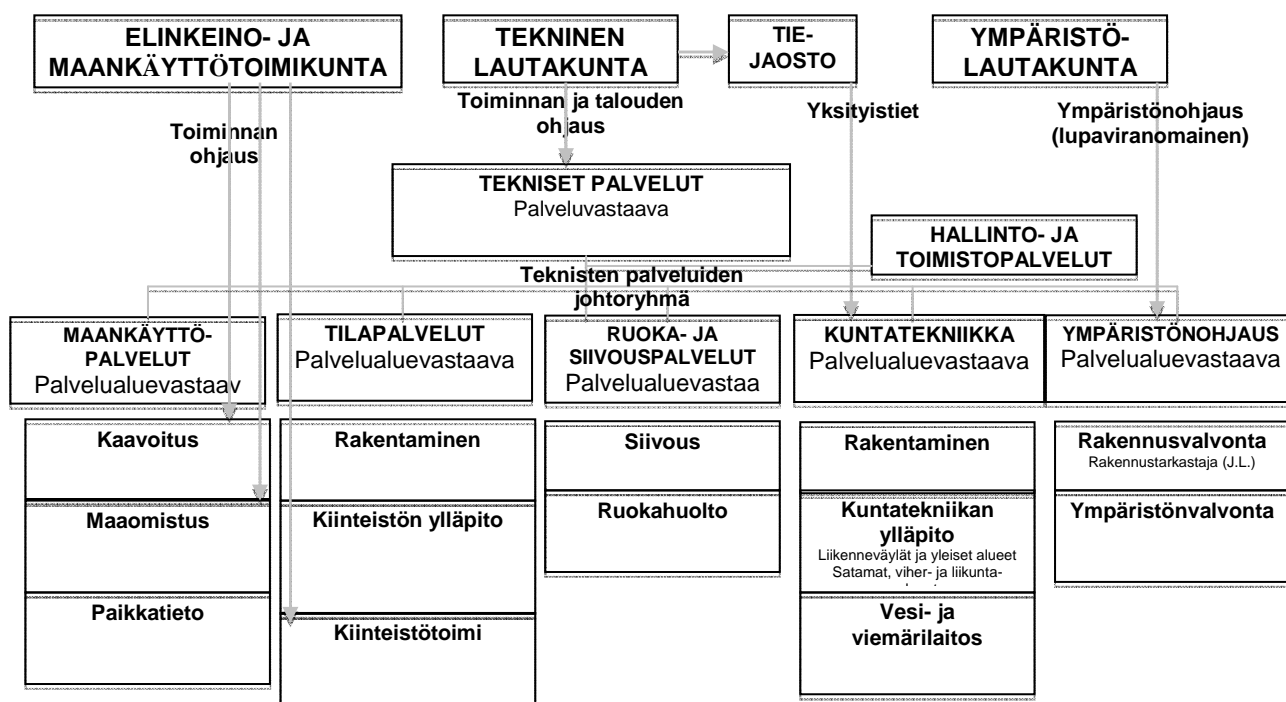 ELINKEINO- JA
MAANKÄYTTÖTOIMIKUNTA
TEKNINEN
LAUTAKUNTA
TIE-
JAOSTO
YMPÄRISTÖ-
LAUTAKUNTA
Toiminnan
ohjaus
Toiminnan ja talouden
ohjaus
Yksityistiet
Ympäristönohjaus
(lupaviranomainen)
TEKNISET PALVELUT
Palveluvastaava
HALLINTO- JA
TOIMISTOPALVELUT
Teknisten palveluiden
johtoryhmä
MAANKÄYTTÖ-
PALVELUT
Palvelualuevastaav
TILAPALVELUT
Palvelualuevastaava
RUOKA- JA
SIIVOUSPALVELUT
Palvelualuevastaa
KUNTATEKNIIKKA
Palvelualuevastaava
YMPÄRISTÖNOHJAUS
Palvelualuevastaava
Kaavoitus
Maaomistus
Paikkatieto
Rakentaminen
Kiinteistön ylläpito
Kiinteistötoimi
Siivous
Ruokahuolto
Rakentaminen
Kuntatekniikan
ylläpito
Liikenneväylät ja yleiset alueet
Satamat, viher- ja liikunta-
Vesi- ja
viemärilaitos
Rakennusvalvonta
Rakennustarkastaja (J.L.)
Ympäristönvalvonta